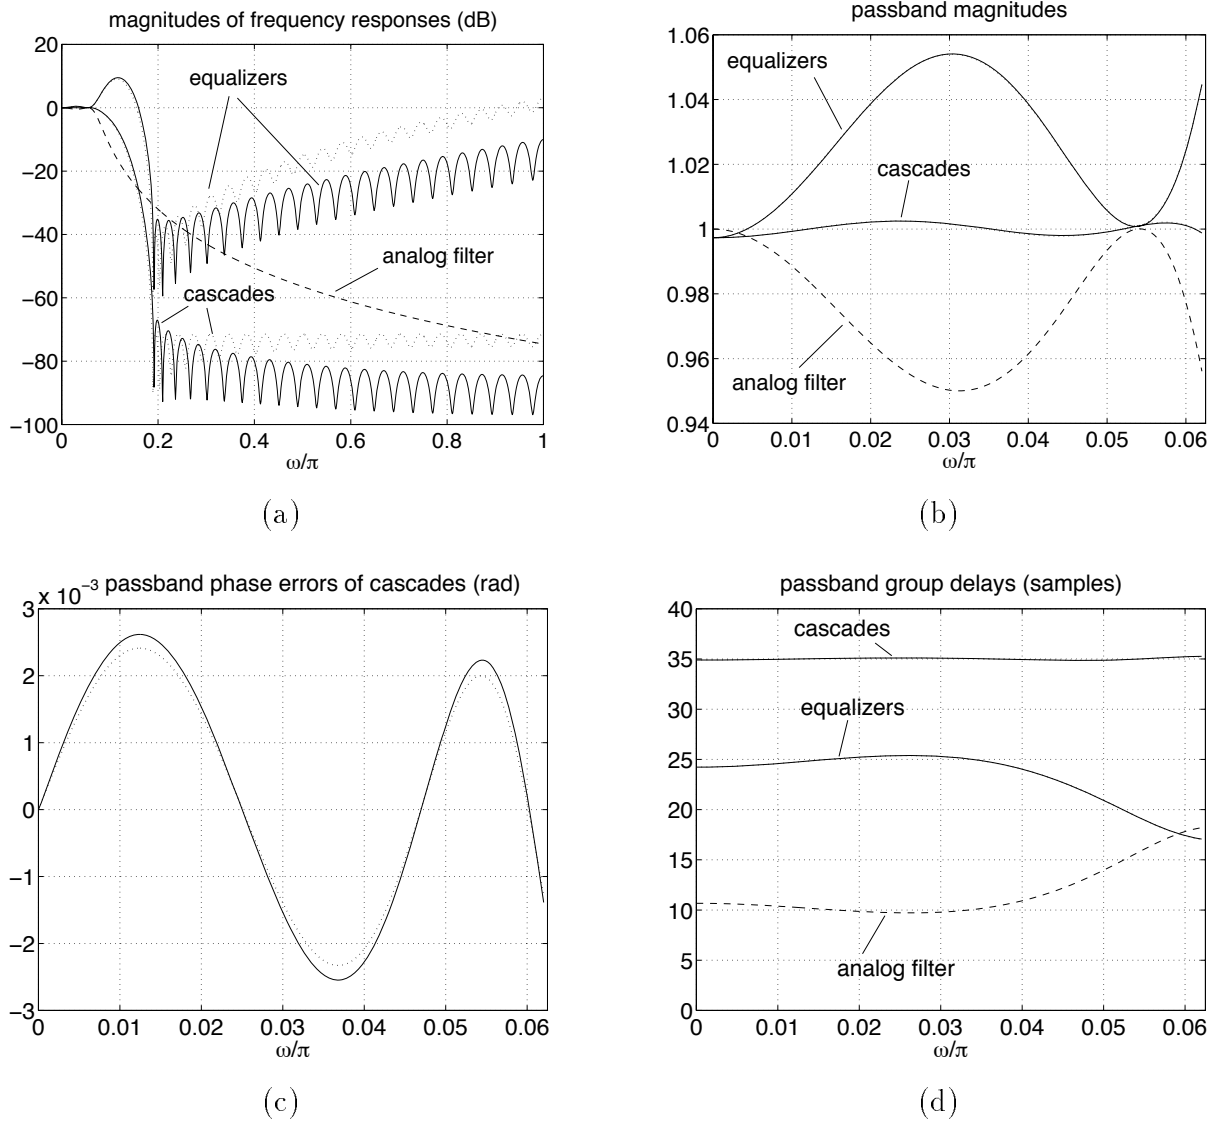 magnitudes of frequency responses (dB)
20
0
−20
−40
−60
−80
−100
equalizers
analog filter
cascades
0 0.2 0.4 0.6 0.8 1
ω/π
(a)
passband magnitudes
1.06
1.04
1.02
1
0.98
0.96
0.94
equalizers
cascades
analog filter
0 0.01 0.02 0.03 0.04 0.05 0.06
ω/π
(b)
x 10⁻³ passband phase errors of cascades (rad)
3
2
1
0
−1
−2
−3
0 0.01 0.02 0.03 0.04 0.05 0.06
ω/π
(c)
passband group delays (samples)
40
35
30
25
20
15
10
5
0
cascades
equalizers
analog filter
0 0.01 0.02 0.03 0.04 0.05 0.06
ω/π
(d)